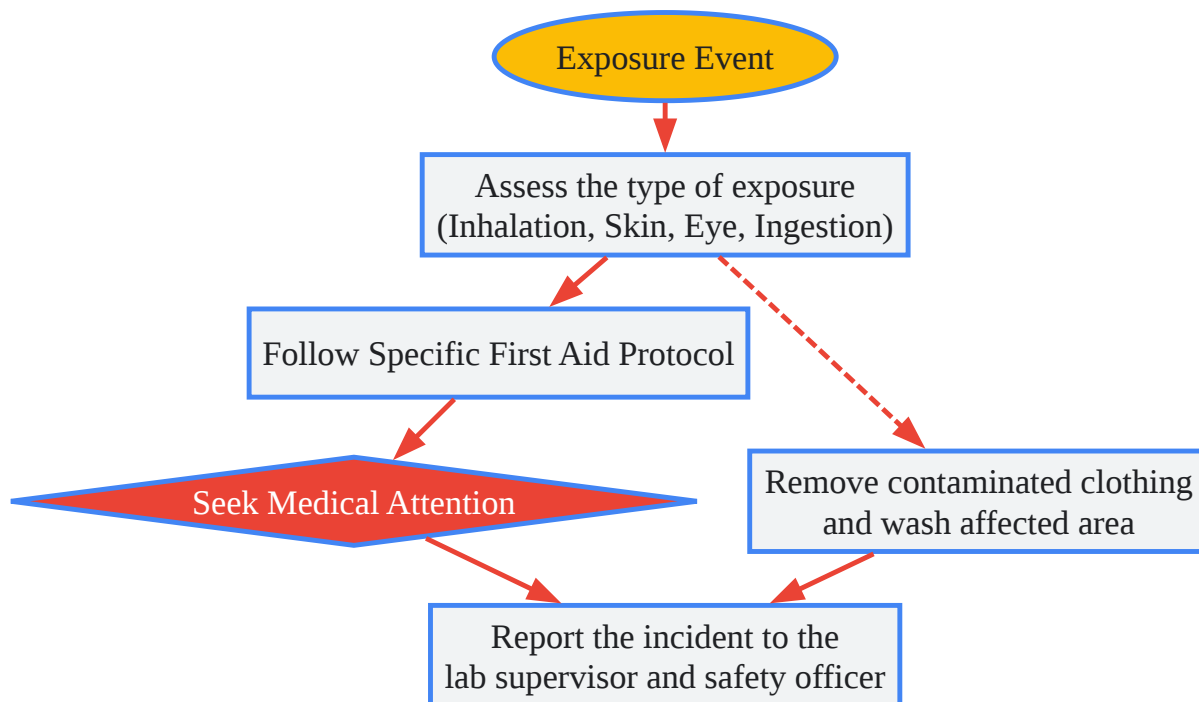 Exposure Event
Assess the type of exposure
(Inhalation, Skin, Eye, Ingestion)
Follow Specific First Aid Protocol
Seek Medical Attention
Remove contaminated clothing
and wash affected area
Report the incident to the
lab supervisor and safety officer